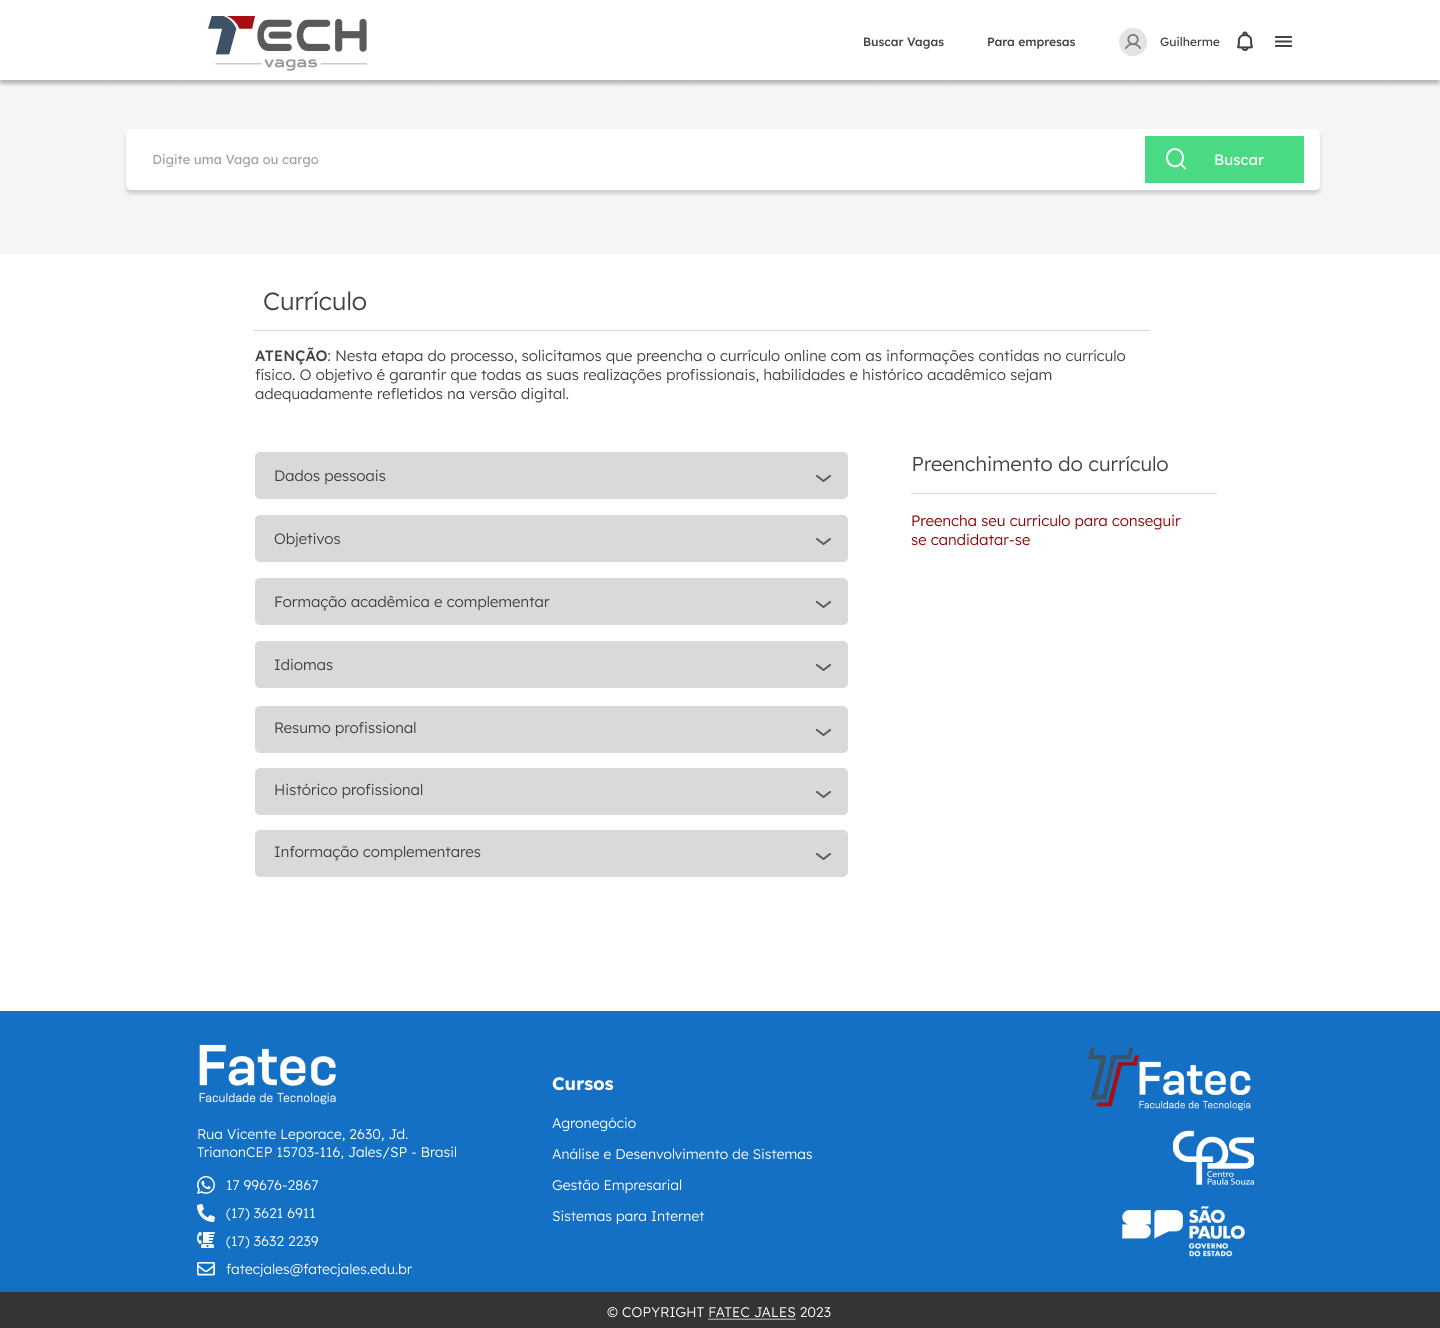 TECH
vagas
Buscar Vagas
Para empresas
Guilherme
Digite uma Vaga ou cargo
Buscar
Currículo
ATENÇÃO: Nesta etapa do processo, solicitamos que preencha o currículo online com as informações contidas no currículo
físico. O objetivo é garantir que todas as suas realizações profissionais, habilidades e histórico acadêmico sejam
adequadamente refletidos na versão digital.
Dados pessoais
Objetivos
Formação acadêmica e complementar
Idiomas
Resumo profissional
Histórico profissional
Informação complementares
Preenchimento do currículo
Preencha seu curriculo para conseguir
se candidatar-se
Fatec
Faculdade de Tecnologia
Rua Vicente Leporace, 2630, Jd.
TrianonCEP 15703-116, Jales/SP - Brasil
17 99676-2867
(17) 3621 6911
(17) 3632 2239
fatecjales@fatecjales.edu.br
Cursos
Agronegócio
Análise e Desenvolvimento de Sistemas
Gestão Empresarial
Sistemas para Internet
Fatec
Faculdade de Tecnologia
cps
Centro
Paula Souza
SP
SÃO
PAULO
GOVERNO
DO ESTADO
© COPYRIGHT FATEC JALES 2023